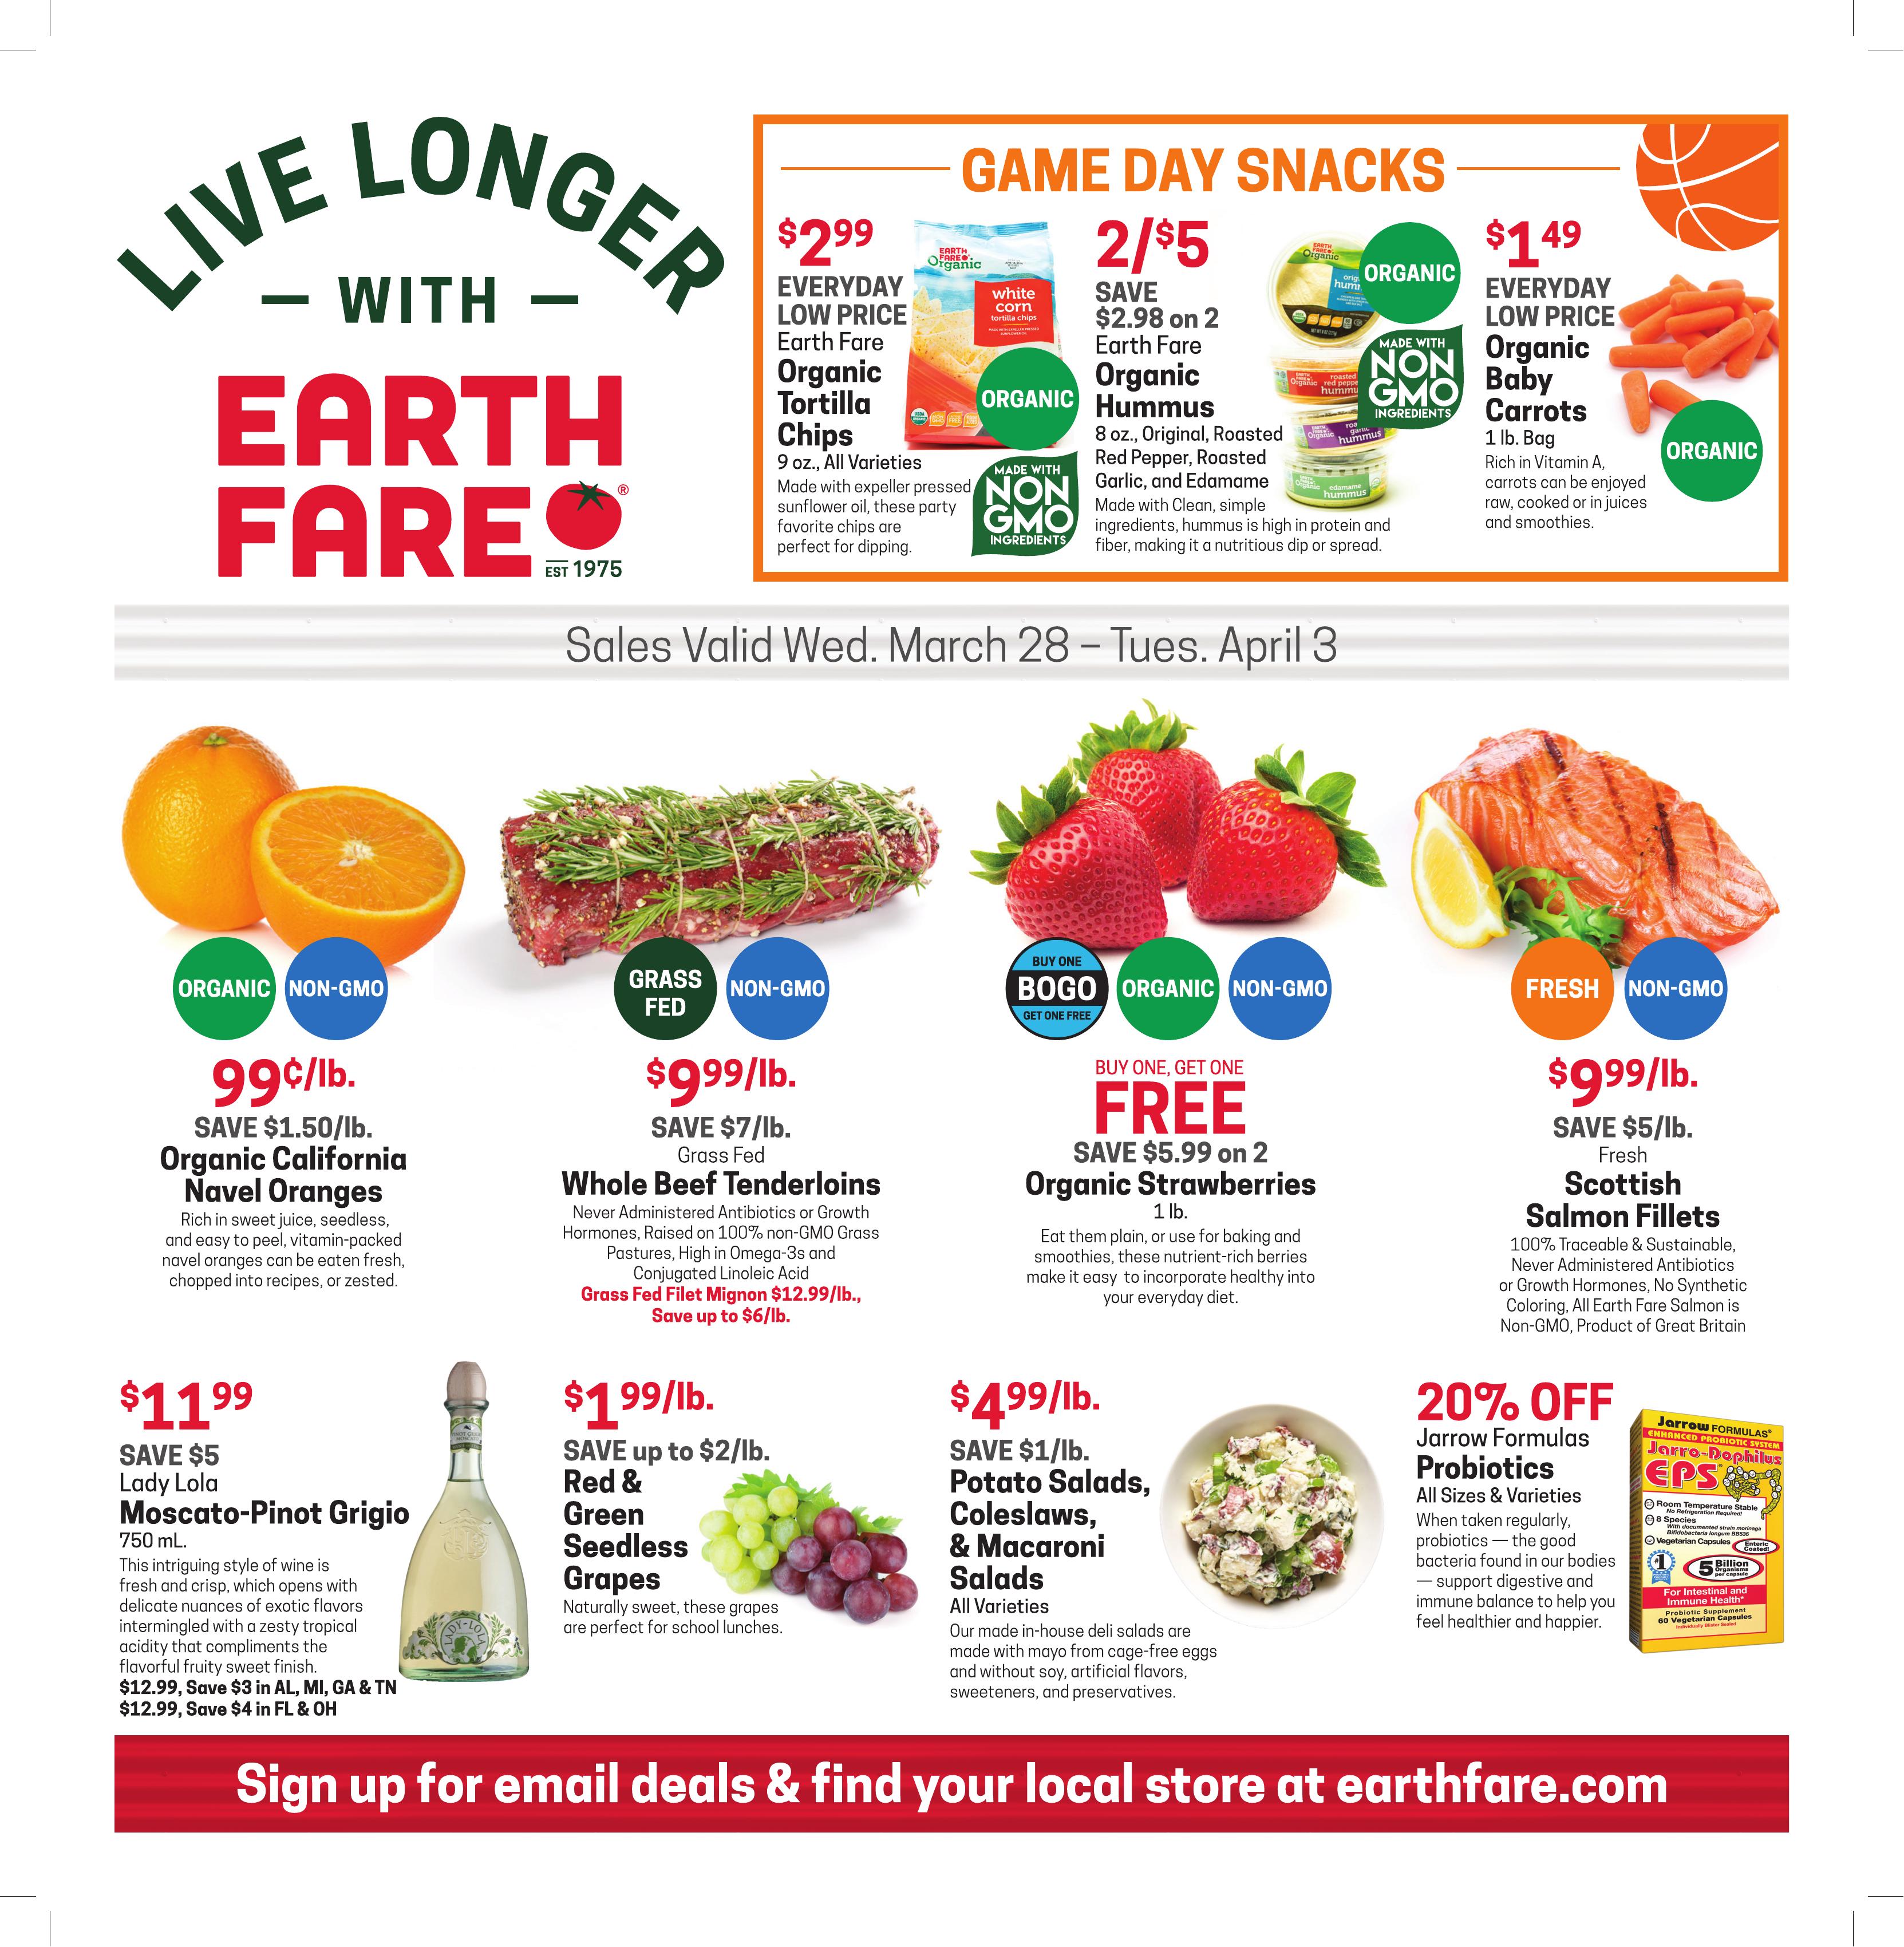 LIVE LONGER
WITH
EARTH
FARE®
EST 1975
GAME DAY SNACKS
$2.99
EVERYDAY
LOW PRICE
Earth Fare
Organic
Tortilla
Chips
9 oz., All Varieties
Made with expeller pressed
sunflower oil, these party
favorite chips are
perfect for dipping.
EARTH
FARE
Organic
white
corn
tortilla chips
ORGANIC
MADE WITH
NON
GMO
INGREDIENTS
2/$5
SAVE
$2.98 on 2
Earth Fare
Organic
Hummus
8 oz., Original, Roasted
Red Pepper, Roasted
Garlic, and Edamame
Made with Clean, simple
ingredients, hummus is high in protein and
fiber, making it a nutritious dip or spread.
EARTH
FARE
Organic
roasted
red peppe
hummu
hummus
edamame
hummus
ORGANIC
MADE WITH
NON
GMO
INGREDIENTS
$1.49
EVERYDAY
LOW PRICE
Organic
Baby
Carrots
1 lb. Bag
Rich in Vitamin A,
carrots can be enjoyed
raw, cooked or in juices
and smoothies.
ORGANIC
Sales Valid Wed. March 28 – Tues. April 3
ORGANIC
NON-GMO
99¢/lb.
SAVE $1.50/lb.
Organic California
Navel Oranges
Rich in sweet juice, seedless,
and easy to peel, vitamin-packed
navel oranges can be eaten fresh,
chopped into recipes, or zested.
GRASS
FED
NON-GMO
$9.99/lb.
SAVE $7/lb.
Grass Fed
Whole Beef Tenderloins
Never Administered Antibiotics or Growth
Hormones, Raised on 100% non-GMO Grass
Pastures, High in Omega-3s and
Conjugated Linoleic Acid
Grass Fed Filet Mignon $12.99/lb.,
Save up to $6/lb.
BUY ONE
BOGO
GET ONE FREE
ORGANIC
NON-GMO
BUY ONE, GET ONE
FREE
SAVE $5.99 on 2
Organic Strawberries
1 lb.
Eat them plain, or use for baking and
smoothies, these nutrient-rich berries
make it easy to incorporate healthy into
your everyday diet.
FRESH
NON-GMO
$9.99/lb.
SAVE $5/lb.
Fresh
Scottish
Salmon Fillets
100% Traceable & Sustainable,
Never Administered Antibiotics
or Growth Hormones, No Synthetic
Coloring, All Earth Fare Salmon is
Non-GMO, Product of Great Britain
$11.99
SAVE $5
Lady Lola
Moscato-Pinot Grigio
750 mL.
This intriguing style of wine is
fresh and crisp, which opens with
delicate nuances of exotic flavors
intermingled with a zesty tropical
acidity that compliments the
flavorful fruity sweet finish.
$12.99, Save $3 in AL, MI, GA & TN
$12.99, Save $4 in FL & OH
LADY·LOLA
$1.99/lb.
SAVE up to $2/lb.
Red &
Green
Seedless
Grapes
Naturally sweet, these grapes
are perfect for school lunches.
$4.99/lb.
SAVE $1/lb.
Potato Salads,
Coleslaws,
& Macaroni
Salads
All Varieties
Our made in-house deli salads are
made with mayo from cage-free eggs
and without soy, artificial flavors,
sweeteners, and preservatives.
20% OFF
Jarrow Formulas
Probiotics
All Sizes & Varieties
When taken regularly,
probiotics — the good
bacteria found in our bodies
— support digestive and
immune balance to help you
feel healthier and happier.
Jarrow FORMULAS®
ENHANCED PROBIOTIC SYSTEM
Jarro-Dophilus
EPS®
Room Temperature Stable
No Refrigeration Required!
8 Species
With documented strain morinaga
Bifidobacteria longum BB536
Vegetarian Capsules
Enteric
Coated!
#1
5 Billion
Organisms
per capsule
For Intestinal and
Immune Health*
Probiotic Supplement
60 Vegetarian Capsules
Individually Blister Sealed
Sign up for email deals & find your local store at earthfare.com